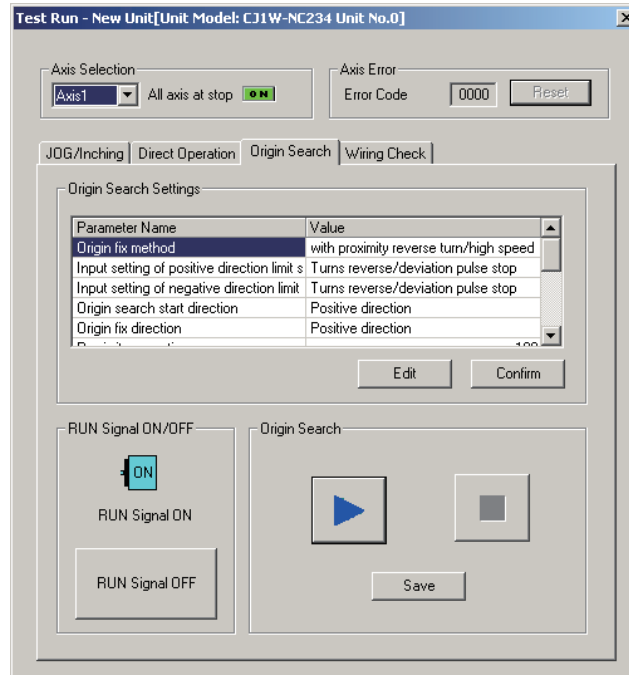 Test Run - New Unit[Unit Model: CJ1W-NC234 Unit No.0]
Axis Selection
Axis1
All axis at stop
ON
Axis Error
Error Code
0000
Reset
JOG/Inching
Direct Operation
Origin Search
Wiring Check
Origin Search Settings
Parameter Name Value
Origin fix method with proximity reverse turn/high speed
Input setting of positive direction limit s Turns reverse/deviation pulse stop
Input setting of negative direction limit Turns reverse/deviation pulse stop
Origin search start direction Positive direction
Origin fix direction Positive direction
Edit
Confirm
RUN Signal ON/OFF
ON
RUN Signal ON
RUN Signal OFF
Origin Search
Save